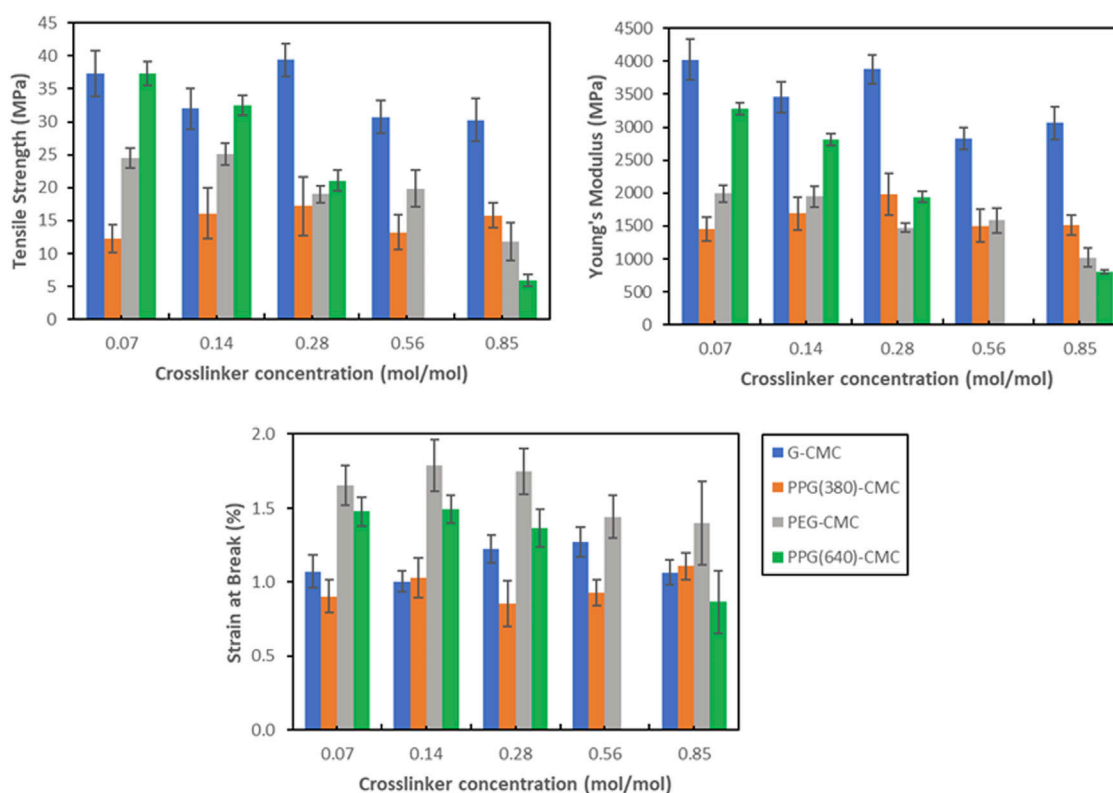 Tensile Strength (MPa)
45
40
35
30
25
20
15
10
5
0
0.07 0.14 0.28 0.56 0.85
Crosslinker concentration (mol/mol)
Young's Modulus (MPa)
4500
4000
3500
3000
2500
2000
1500
1000
500
0
0.07 0.14 0.28 0.56 0.85
Crosslinker concentration (mol/mol)
Strain at Break (%)
2.0
1.5
1.0
0.5
0.0
0.07 0.14 0.28 0.56 0.85
Crosslinker concentration (mol/mol)
G-CMC
PPG(380)-CMC
PEG-CMC
PPG(640)-CMC